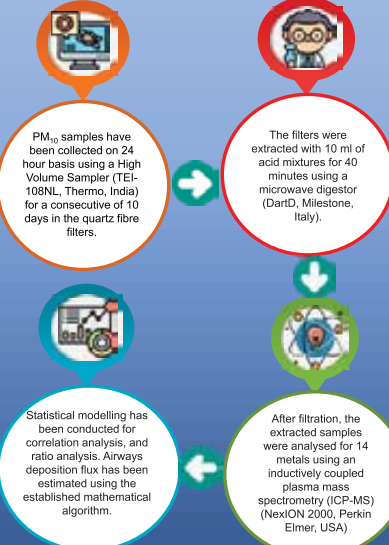 PM10 samples have
been collected on 24
hour basis using a High
Volume Sampler (TEI-
108NL, Thermo, India)
for a consecutive of 10
days in the quartz fibre
filters.
The filters were
extracted with 10 ml of
acid mixtures for 40
minutes using a
microwave digestor
(DartD, Milestone,
Italy).
After filtration, the
extracted samples
were analysed for 14
metals using an
inductively coupled
plasma mass
spectrometry (ICP-MS)
(NexION 2000, Perkin
Elmer, USA)
Statistical modelling has
been conducted for
correlation analysis, and
ratio analysis. Airways
deposition flux has been
estimated using the
established mathematical
algorithm.